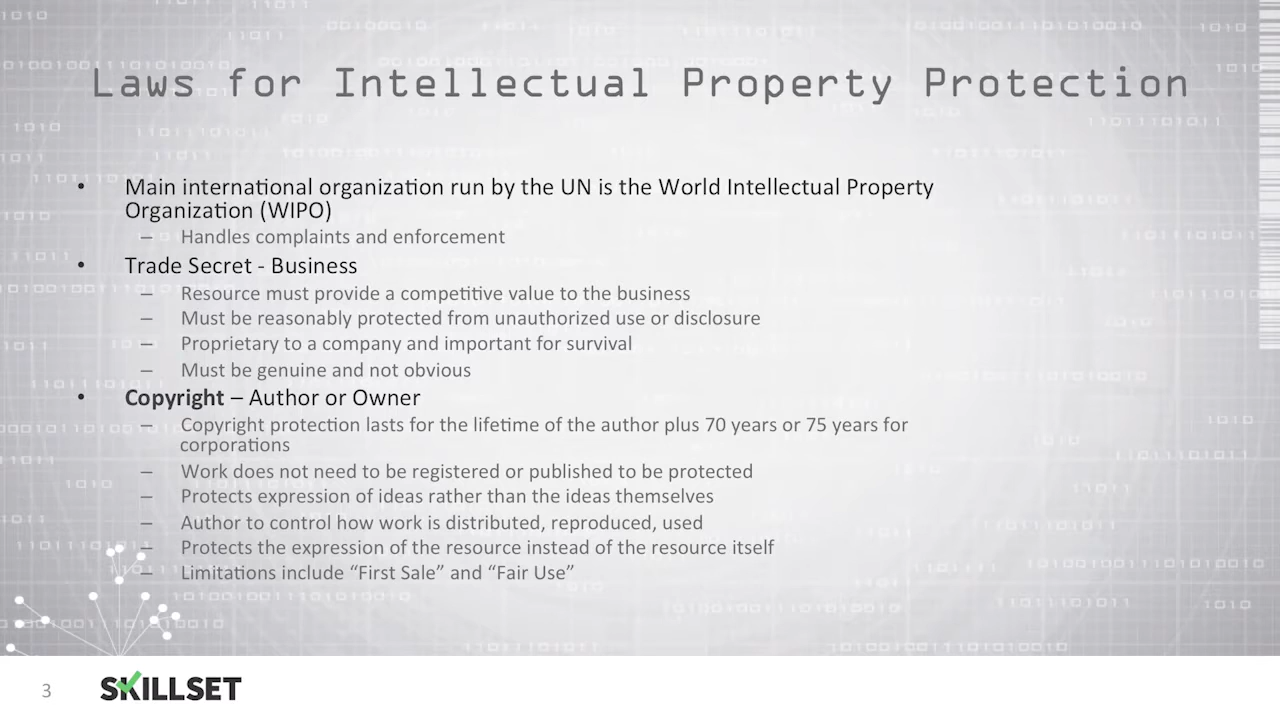 Laws for Intellectual Property Protection
• Main international organization run by the UN is the World Intellectual Property
Organization (WIPO)
– Handles complaints and enforcement
• Trade Secret - Business
– Resource must provide a competitive value to the business
– Must be reasonably protected from unauthorized use or disclosure
– Proprietary to a company and important for survival
– Must be genuine and not obvious
• Copyright – Author or Owner
– Copyright protection lasts for the lifetime of the author plus 70 years or 75 years for
corporations
– Work does not need to be registered or published to be protected
– Protects expression of ideas rather than the ideas themselves
– Author to control how work is distributed, reproduced, used
– Protects the expression of the resource instead of the resource itself
– Limitations include “First Sale” and “Fair Use”
3
SKILLSET